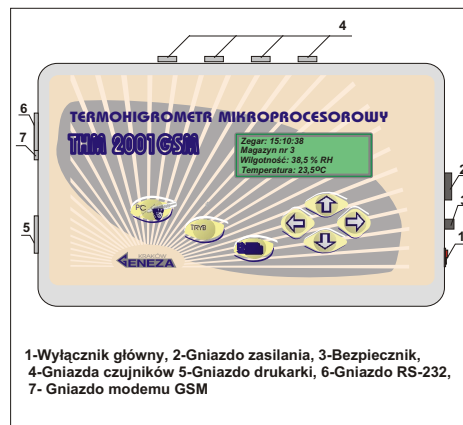 4
TERMOHIGROMETR MIKROPROCESOROWY
THM 2001GSM
Zegar: 15:10:38
Magazyn nr 3
Wilgotność: 38,5 % RH
Temperatura: 23,5°C
6
7
2
3
1
5
PC
TRYB
KRAKÓW
GENEZA
1-Wyłącznik główny, 2-Gniazdo zasilania, 3-Bezpiecznik,
4-Gniazda czujników 5-Gniazdo drukarki, 6-Gniazdo RS-232,
7- Gniazdo modemu GSM